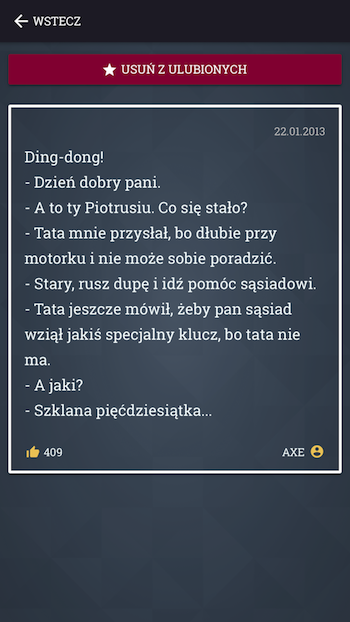 WSTECZ
USUŃ Z ULUBIONYCH
22.01.2013
Ding-dong!
- Dzień dobry pani.
- A to ty Piotrusiu. Co się stało?
- Tata mnie przysłał, bo dłubie przy
motorku i nie może sobie poradzić.
- Stary, rusz dupę i idź pomóc sąsiadowi.
- Tata jeszcze mówił, żeby pan sąsiad
wziął jakiś specjalny klucz, bo tata nie
ma.
- A jaki?
- Szklana pięćdziesiątka...
409 AXE